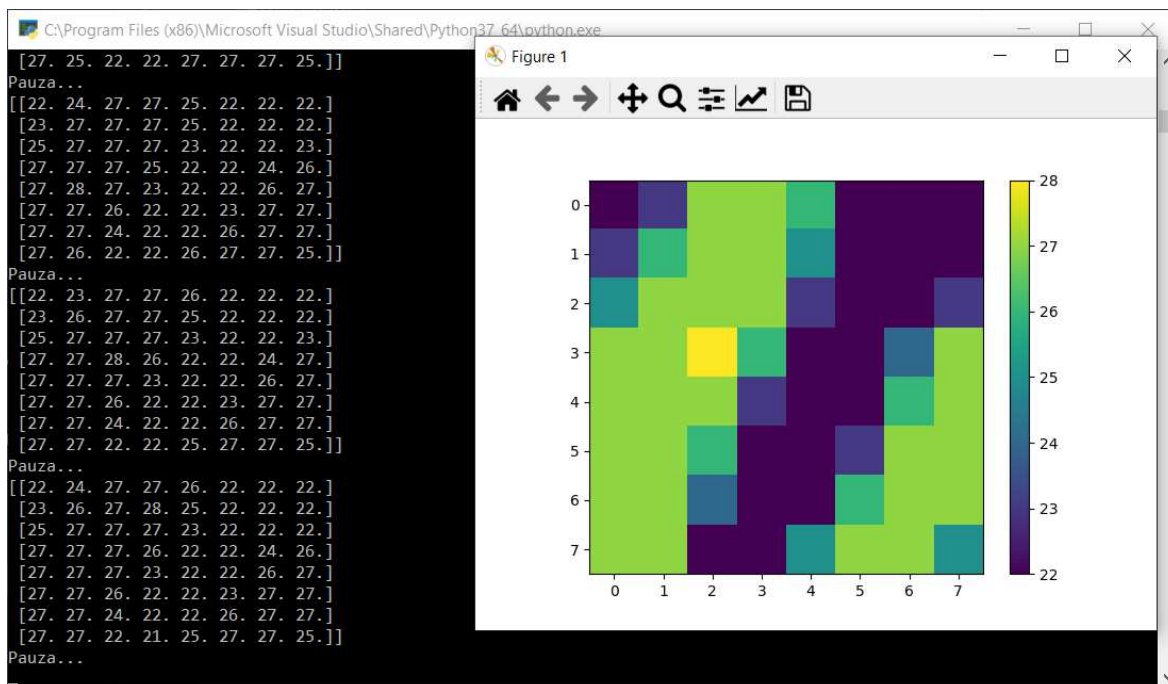 C:\Program Files (x86)\Microsoft Visual Studio\Shared\Python37_64\python.exe
[27. 25. 22. 22. 27. 27. 27. 25.]]
Pauza...
[[22. 24. 27. 27. 25. 22. 22. 22.]
[23. 27. 27. 27. 25. 22. 22. 22.]
[25. 27. 27. 27. 23. 22. 22. 23.]
[27. 27. 27. 25. 22. 22. 24. 26.]
[27. 28. 27. 23. 22. 22. 26. 27.]
[27. 27. 26. 22. 22. 23. 27. 27.]
[27. 27. 24. 22. 22. 26. 27. 27.]
[27. 26. 22. 22. 26. 27. 27. 25.]]
Pauza...
[[22. 23. 27. 27. 26. 22. 22. 22.]
[23. 26. 27. 27. 25. 22. 22. 22.]
[25. 27. 27. 27. 23. 22. 22. 23.]
[27. 27. 28. 26. 22. 22. 24. 27.]
[27. 27. 27. 23. 22. 22. 26. 27.]
[27. 27. 26. 22. 22. 23. 27. 27.]
[27. 27. 24. 22. 22. 26. 27. 27.]
[27. 27. 22. 22. 25. 27. 27. 25.]]
Pauza...
[[22. 24. 27. 27. 26. 22. 22. 22.]
[23. 26. 27. 28. 25. 22. 22. 22.]
[25. 27. 27. 27. 23. 22. 22. 22.]
[27. 27. 27. 26. 22. 22. 24. 26.]
[27. 27. 27. 23. 22. 22. 26. 27.]
[27. 27. 26. 22. 22. 23. 27. 27.]
[27. 27. 24. 22. 22. 26. 27. 27.]
[27. 27. 22. 21. 25. 27. 27. 25.]]
Pauza...
Figure 1
0
1
2
3
4
5
6
7
0 1 2 3 4 5 6 7
28
27
26
25
24
23
22